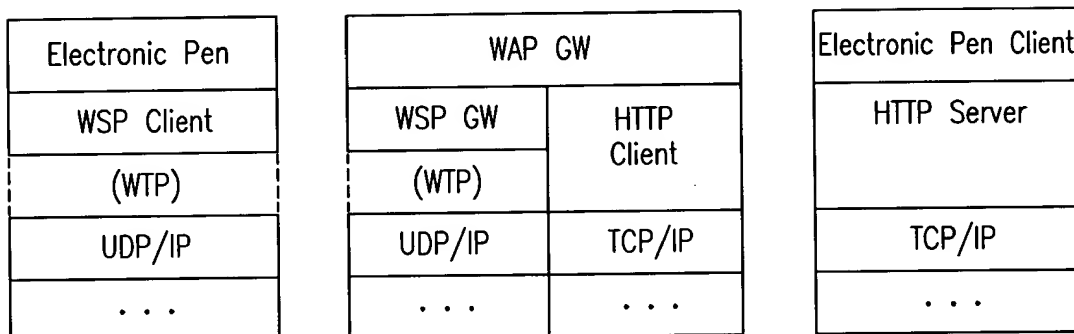 Electronic Pen
WSP Client
(WTP)
UDP/IP
. . .
WAP GW
WSP GW
(WTP)
UDP/IP
. . .
HTTP
Client
TCP/IP
. . .
Electronic Pen Client
HTTP Server
TCP/IP
. . .